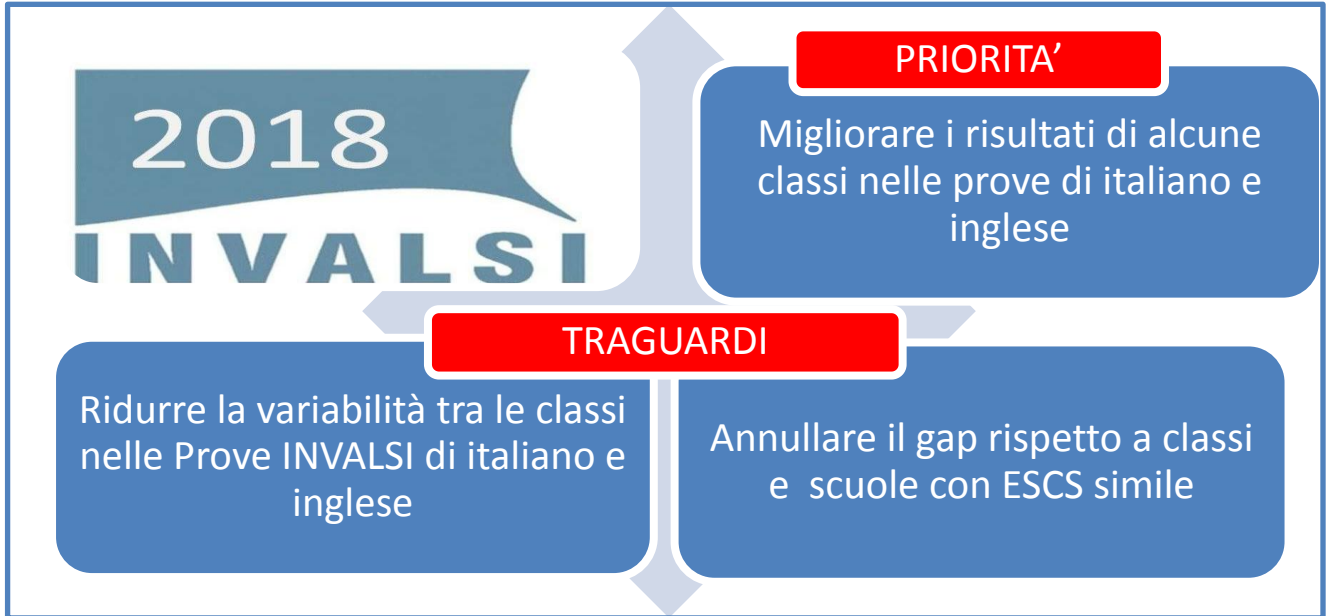 2018
INVALSI
PRIORITA’
Migliorare i risultati di alcune
classi nelle prove di italiano e
inglese
TRAGUARDI
Ridurre la variabilità tra le classi
nelle Prove INVALSI di italiano e
inglese
Annullare il gap rispetto a classi
e scuole con ESCS simile